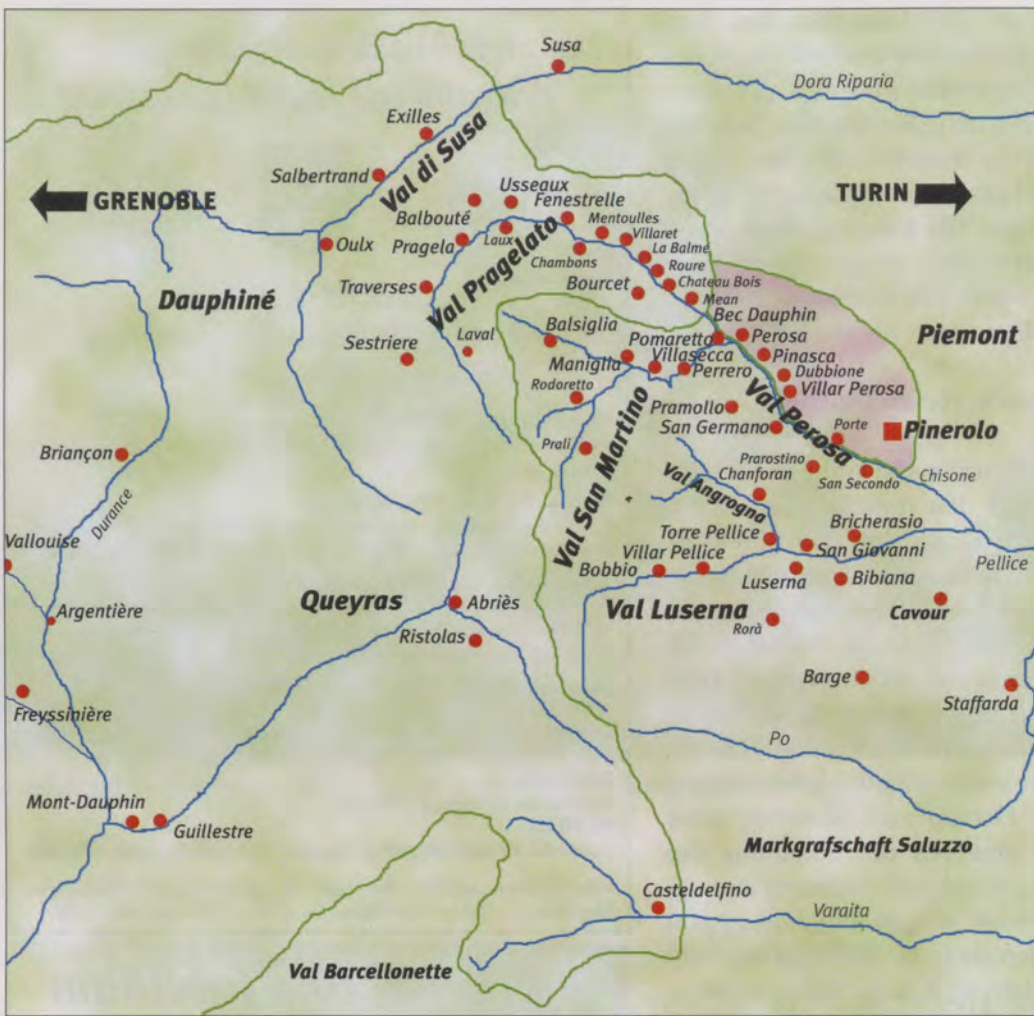 Susa
Dora Riparia
Exilles
Val di Susa
Salbertrand
GRENOBLE
TURIN
Usseaux
Balbouté
Fenestrelle
Mentoulles
Villaret
Laux
Pragela
La Balme
Oulx
Chambons
Roure
Val Pragelato
Bourcet
Chateau Bois
Traverses
Mean
Dauphiné
Bec Dauphin
Piemont
Balsiglia
Laval
Pomaretto
Perosa
Sestriere
Maniglia
Villasecca
Pinasca
Perrero
Dubbione
Rodoretto
Villar Perosa
Pramollo
Val Perosa
San Germano
Porte
Pinerolo
Val San Martino
Prali
Briançon
Prarostino
Chanforan
San Secondo
Chisone
Val Angrogna
Durance
Bricherasio
Torre Pellice
Vallouise
San Giovanni
Villar Pellice
Pellice
Bobbio
Luserna
Bibiana
Queyras
Abriès
Val Luserna
Cavour
Argentière
Rorà
Ristolas
Barge
Staffarda
Freyssinière
Po
Mont-Dauphin
Guillestre
Markgrafschaft Saluzzo
Casteldelfino
Varaita
Val Barcellonette